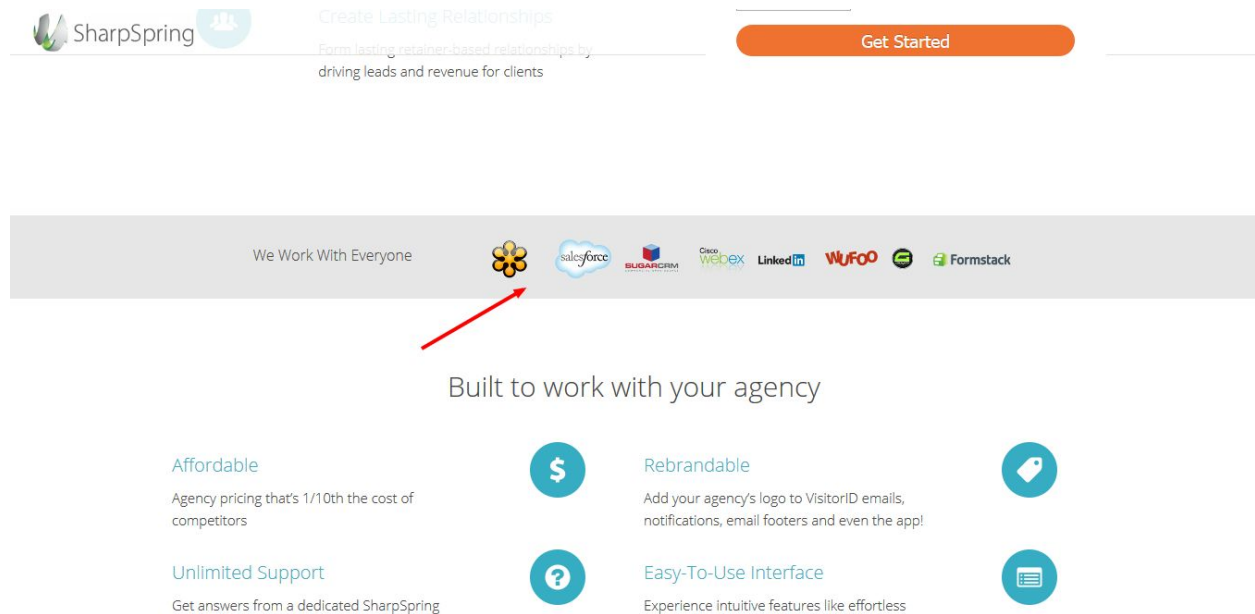 SharpSpring
Create Lasting Relationships
Form lasting retainer-based relationships by
driving leads and revenue for clients
Get Started
We Work With Everyone
salesforce
SUGARCRM
Cisco
webex
Linked in
WUFOO
Formstack
Built to work with your agency
Affordable
Agency pricing that's 1/10th the cost of
competitors
$
Rebrandable
Add your agency's logo to VisitorID emails,
notifications, email footers and even the app!
Unlimited Support
Get answers from a dedicated SharpSpring
?
Easy-To-Use Interface
Experience intuitive features like effortless